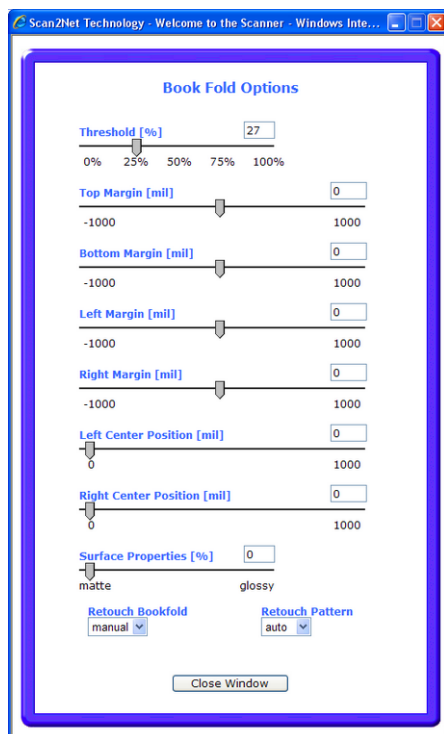 Scan2Net Technology - Welcome to the Scanner - Windows Inte...
Book Fold Options
Threshold [%] 27
0% 25% 50% 75% 100%
Top Margin [mil] 0
-1000 1000
Bottom Margin [mil] 0
-1000 1000
Left Margin [mil] 0
-1000 1000
Right Margin [mil] 0
-1000 1000
Left Center Position [mil] 0
0 1000
Right Center Position [mil] 0
0 1000
Surface Properties [%] 0
matte glossy
Retouch Bookfold Retouch Pattern
manual auto
Close Window